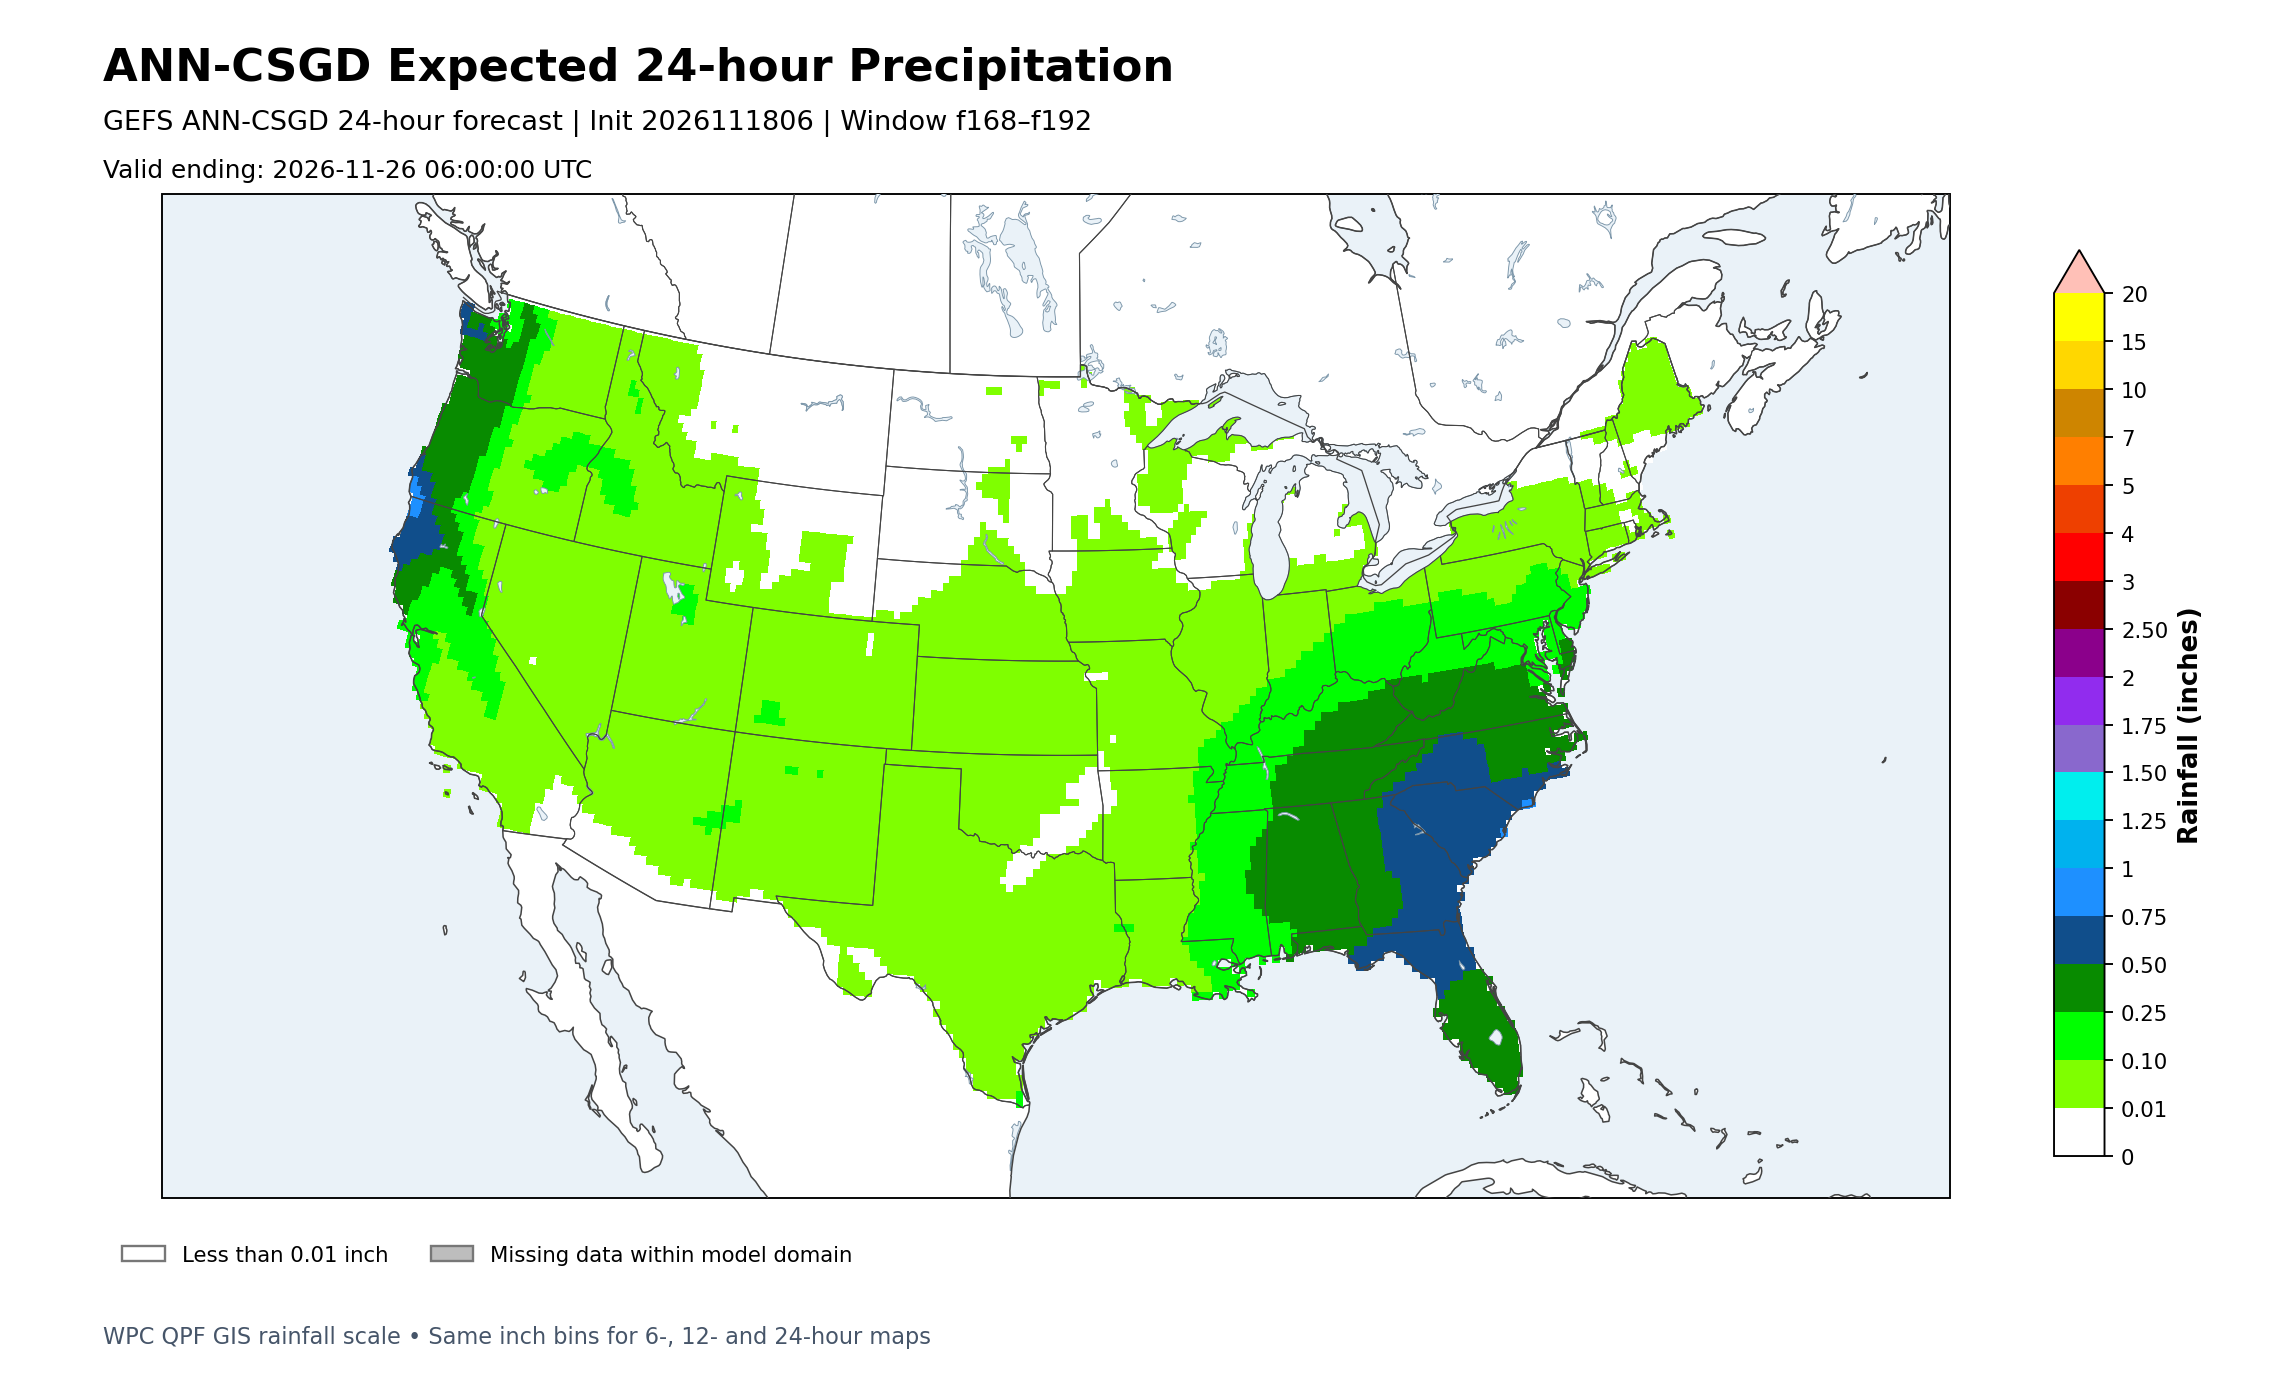 ANN-CSGD Expected 24-hour Precipitation
GEFS ANN-CSGD 24-hour forecast | Init 2026111806 | Window f168–f192
Valid ending: 2026-11-26 06:00:00 UTC
20
15
10
7
5
4
3
2.50
2
1.75
1.50
1.25
1
0.75
0.50
0.25
0.10
0.01
0
Rainfall (inches)
Less than 0.01 inch
Missing data within model domain
WPC QPF GIS rainfall scale • Same inch bins for 6-, 12- and 24-hour maps